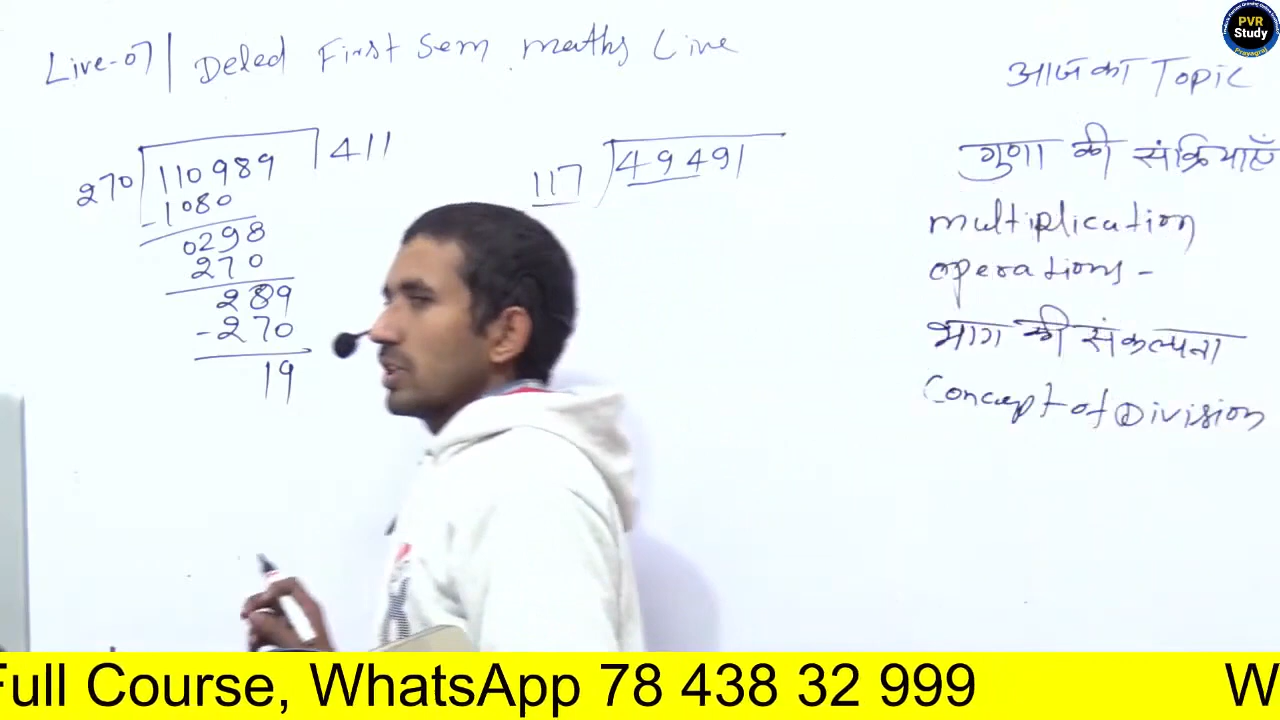 Live-07 | Deled First Sem maths Live
270 110989 411
-1080
0298
270
289
-270
19
117 49491
आज का Topic
गुणा की संक्रियाएँ
multiplication
operations -
भाग की संकल्पना
Concept of Division
PVR
Study
Prayagraj
Full Course, WhatsApp 78 438 32 999 W